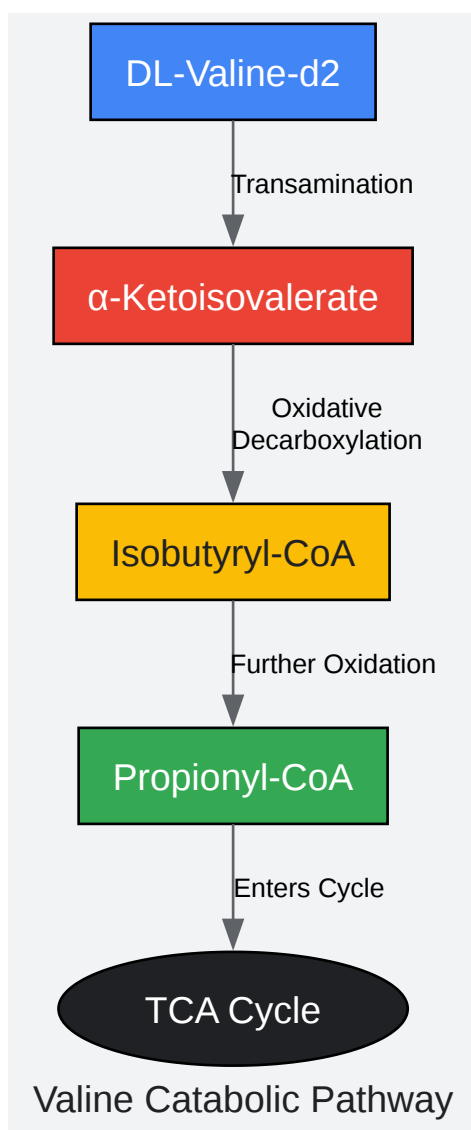 DL-Valine-d2
Transamination
α-Ketoisovalerate
Oxidative
Decarboxylation
Isobutyryl-CoA
Further Oxidation
Propionyl-CoA
Enters Cycle
TCA Cycle
Valine Catabolic Pathway